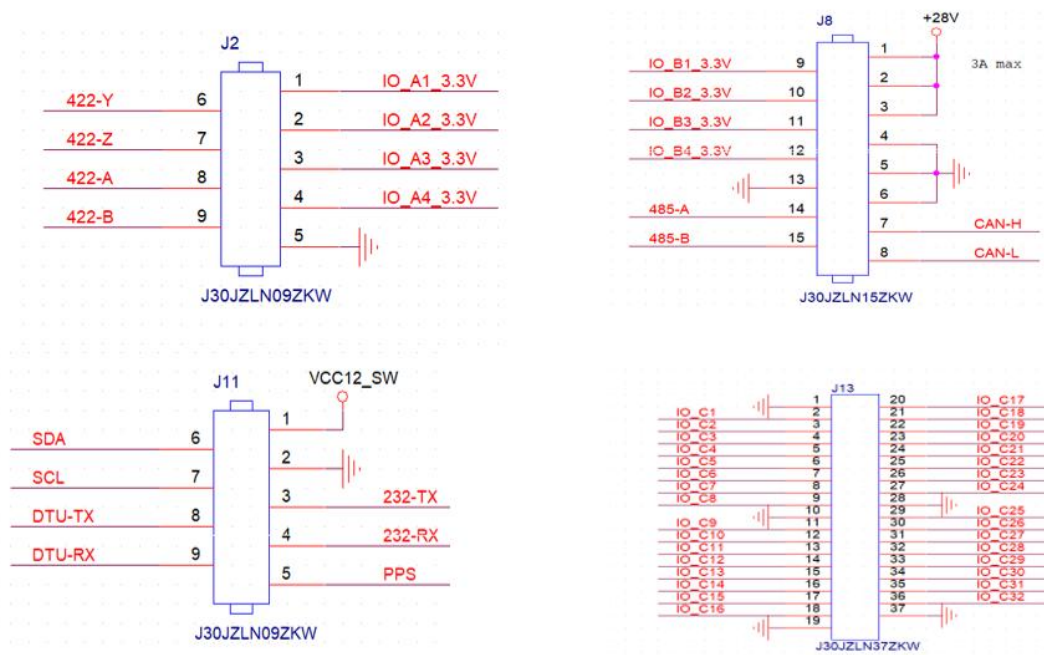 J2
1 IO_A1_3.3V
422-Y 6
2 IO_A2_3.3V
422-Z 7
3 IO_A3_3.3V
422-A 8
4 IO_A4_3.3V
422-B 9
5
J30JZLN09ZKW
J8
+28V
1
3A max
IO_B1_3.3V 9
2
IO_B2_3.3V 10
3
IO_B3_3.3V 11
4
IO_B4_3.3V 12
5
13
6
485-A 14
7 CAN-H
485-B 15
8 CAN-L
J30JZLN15ZKW
J11
VCC12_SW
1
SDA 6
2
SCL 7
3 232-TX
DTU-TX 8
4 232-RX
DTU-RX 9
5 PPS
J30JZLN09ZKW
J13
1 20 IO_C17
IO_C1 2 21 IO_C18
IO_C2 3 22 IO_C19
IO_C3 4 23 IO_C20
IO_C4 5 24 IO_C21
IO_C5 6 25 IO_C22
IO_C6 7 26 IO_C23
IO_C7 8 27 IO_C24
IO_C8 9 28
10 29 IO_C25
IO_C9 11 30 IO_C26
IO_C10 12 31 IO_C27
IO_C11 13 32 IO_C28
IO_C12 14 33 IO_C29
IO_C13 15 34 IO_C30
IO_C14 16 35 IO_C31
IO_C15 17 36 IO_C32
IO_C16 18 37
19
J30JZLN37ZKW